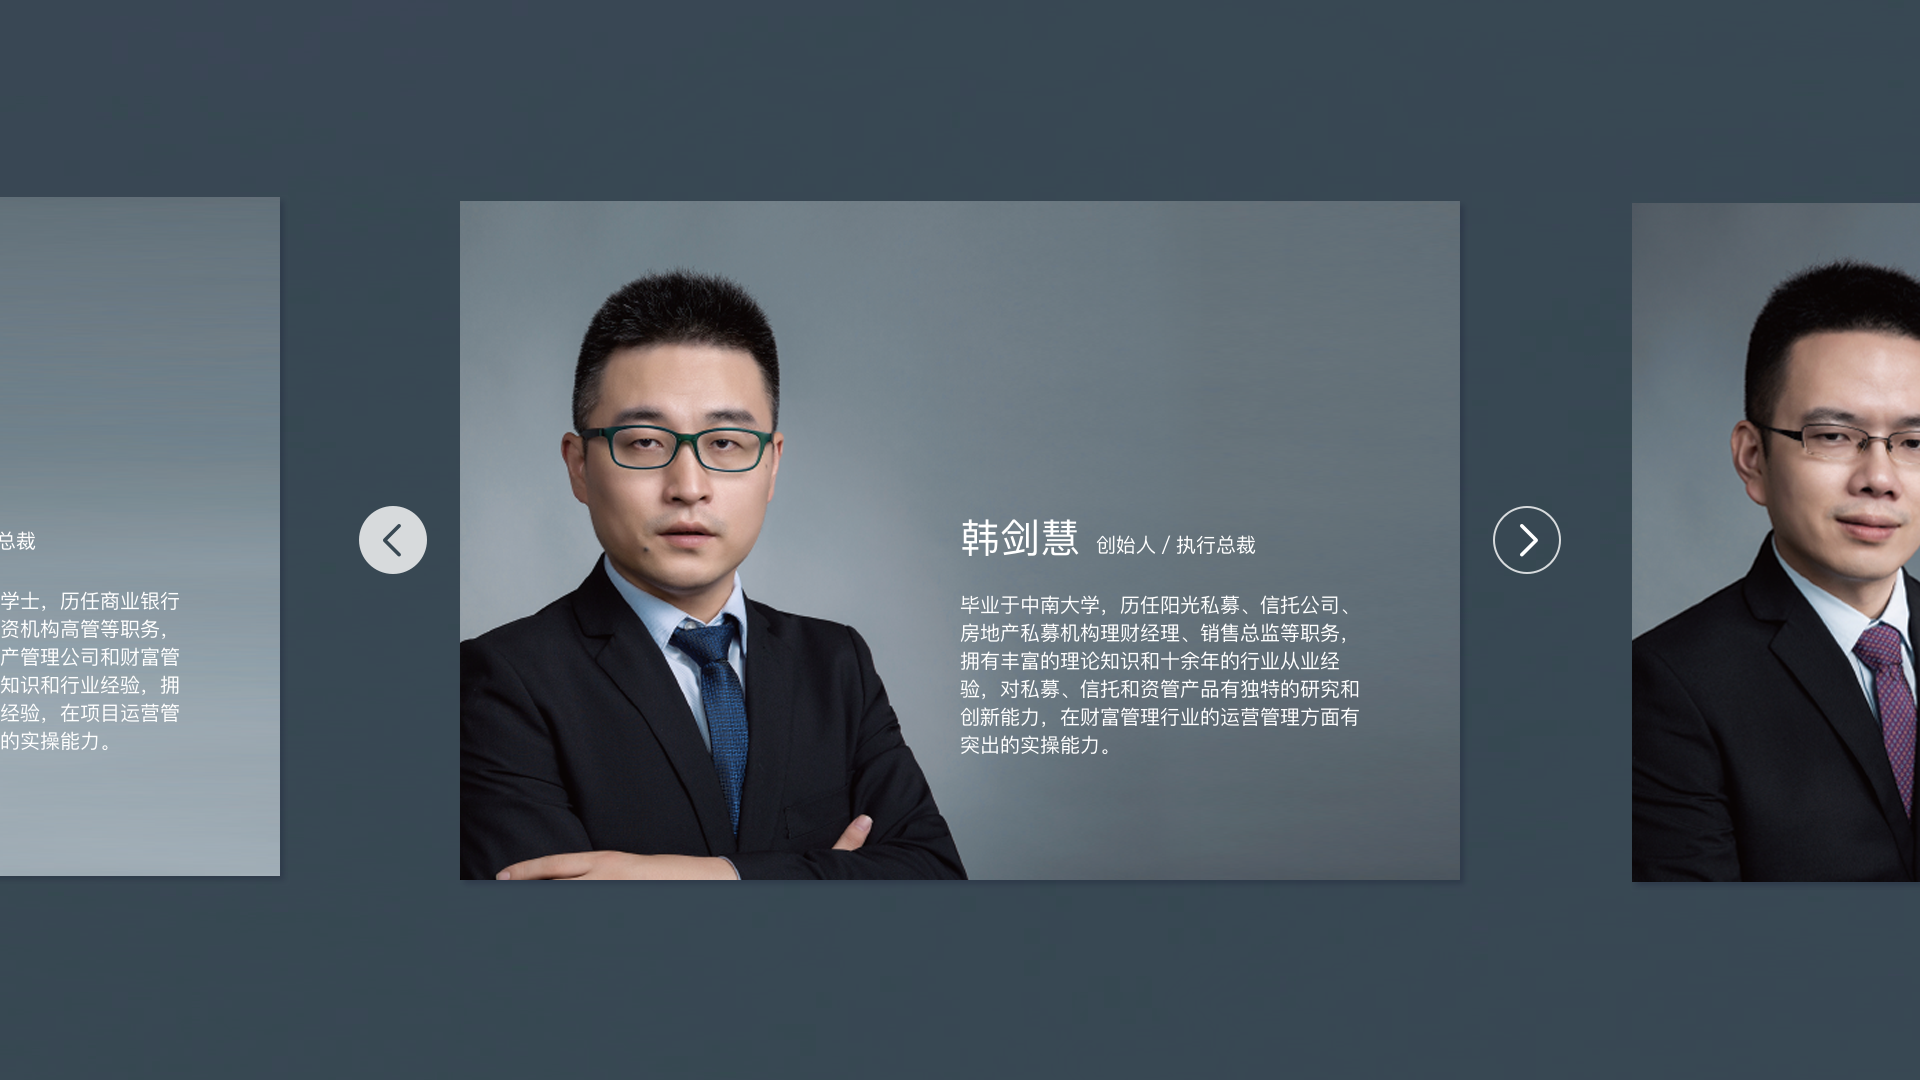 总裁
学士，历任商业银行
资机构高管等职务，
产管理公司和财富管
知识和行业经验，拥
经验，在项目运营管
的实操能力。
韩剑慧 创始人 / 执行总裁
毕业于中南大学，历任阳光私募、信托公司、
房地产私募机构理财经理、销售总监等职务，
拥有丰富的理论知识和十余年的行业从业经
验，对私募、信托和资管产品有独特的研究和
创新能力，在财富管理行业的运营管理方面有
突出的实操能力。